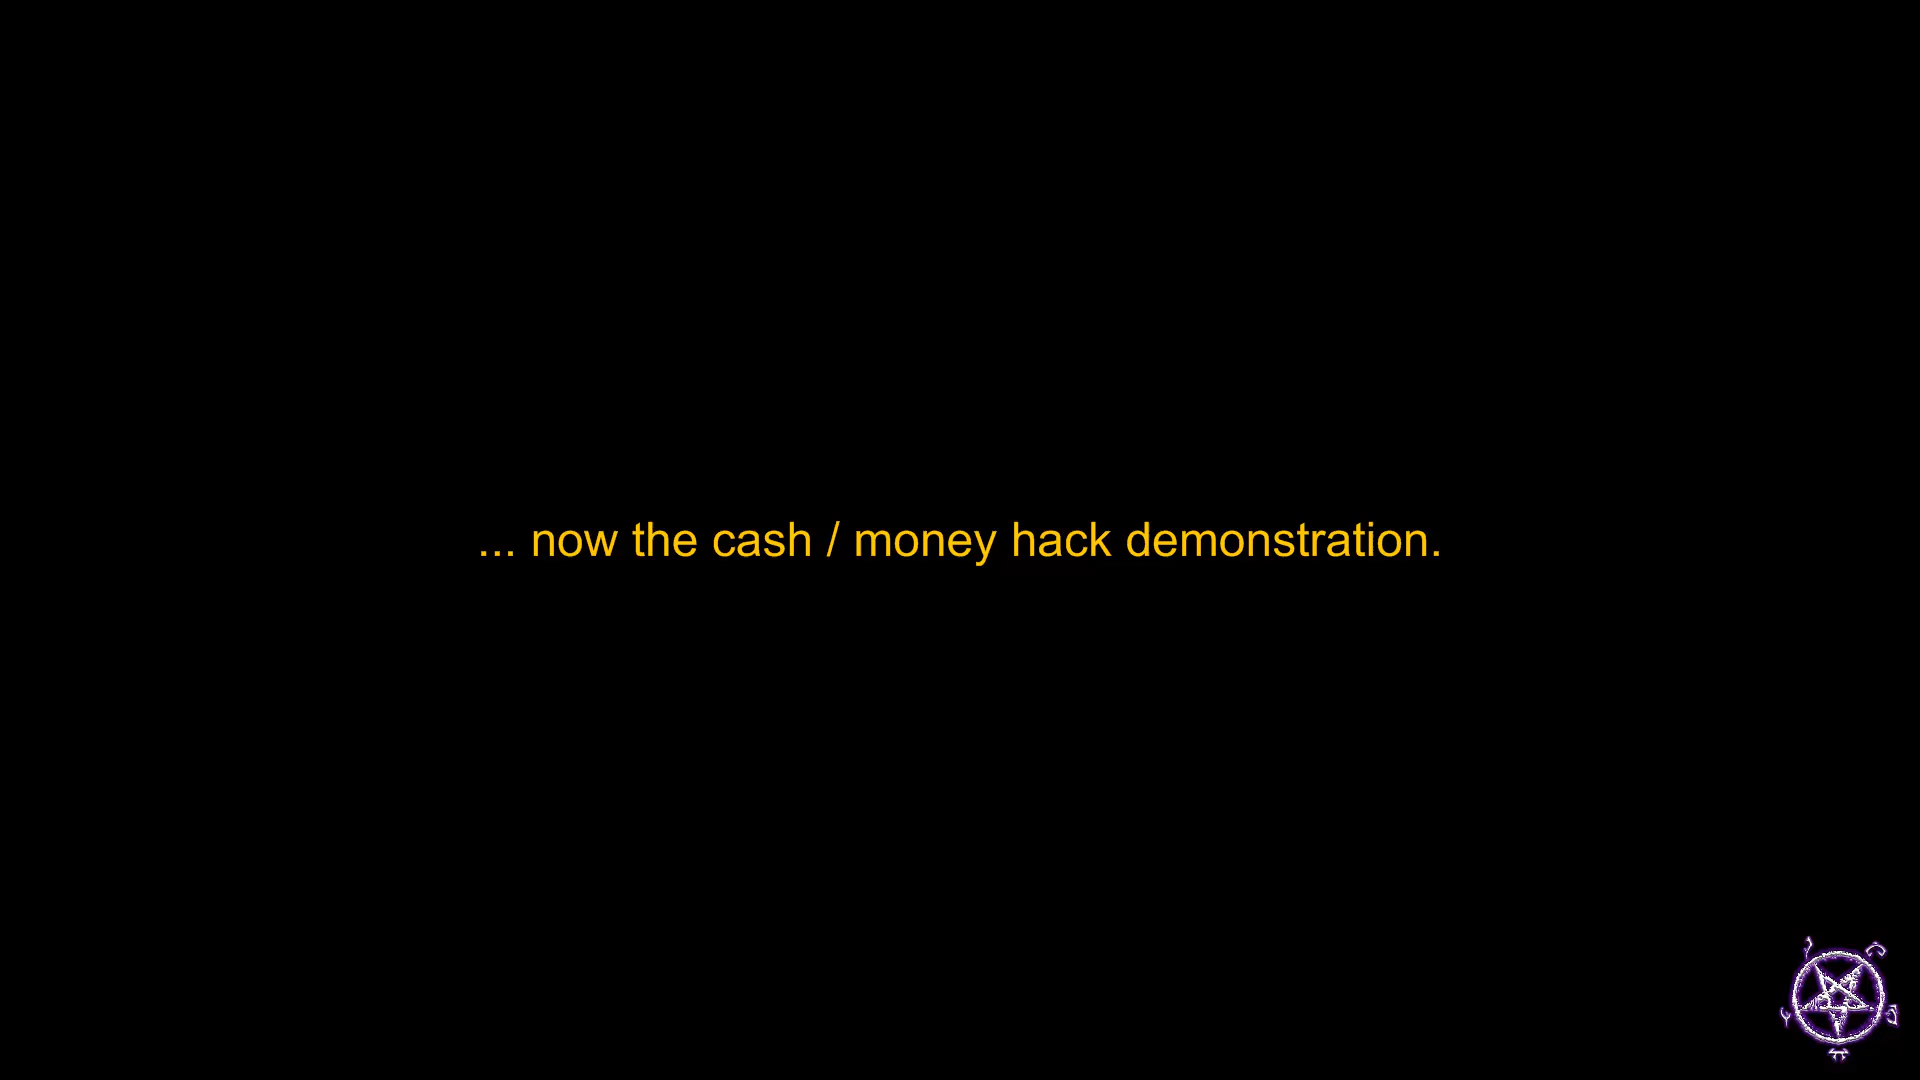 ... now the cash / money hack demonstration.